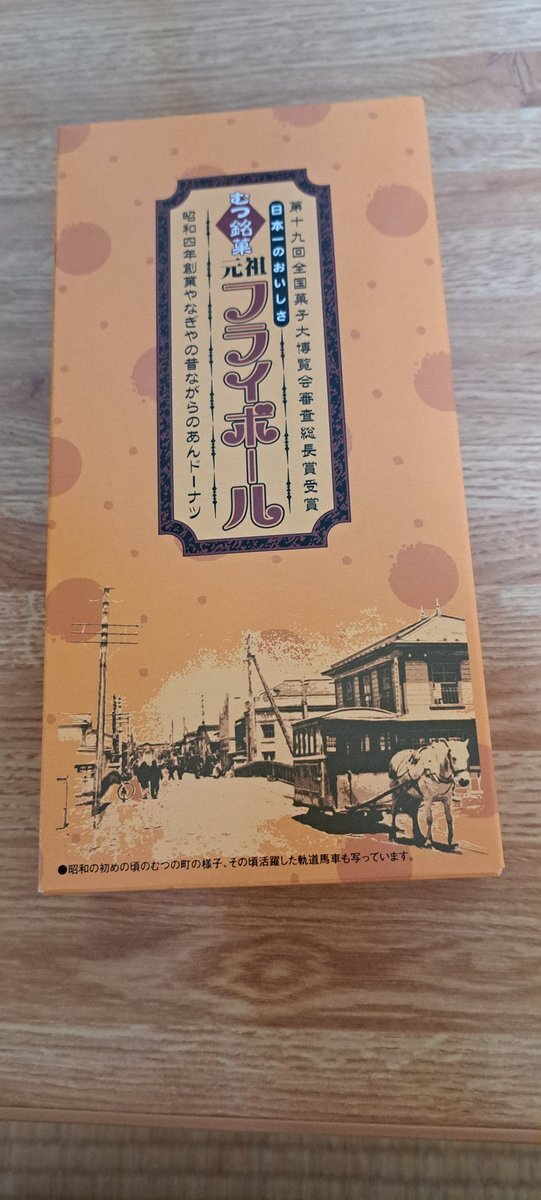 第十九回全国菓子大博覧会審査総長賞受賞
日本一のおいしさ
むつ銘菓
元祖
フライボール
昭和四年創業やなぎやの昔ながらのあんドーナツ
●昭和の初めの頃のむつの町の様子、その頃活躍した軌道馬車も写っています。